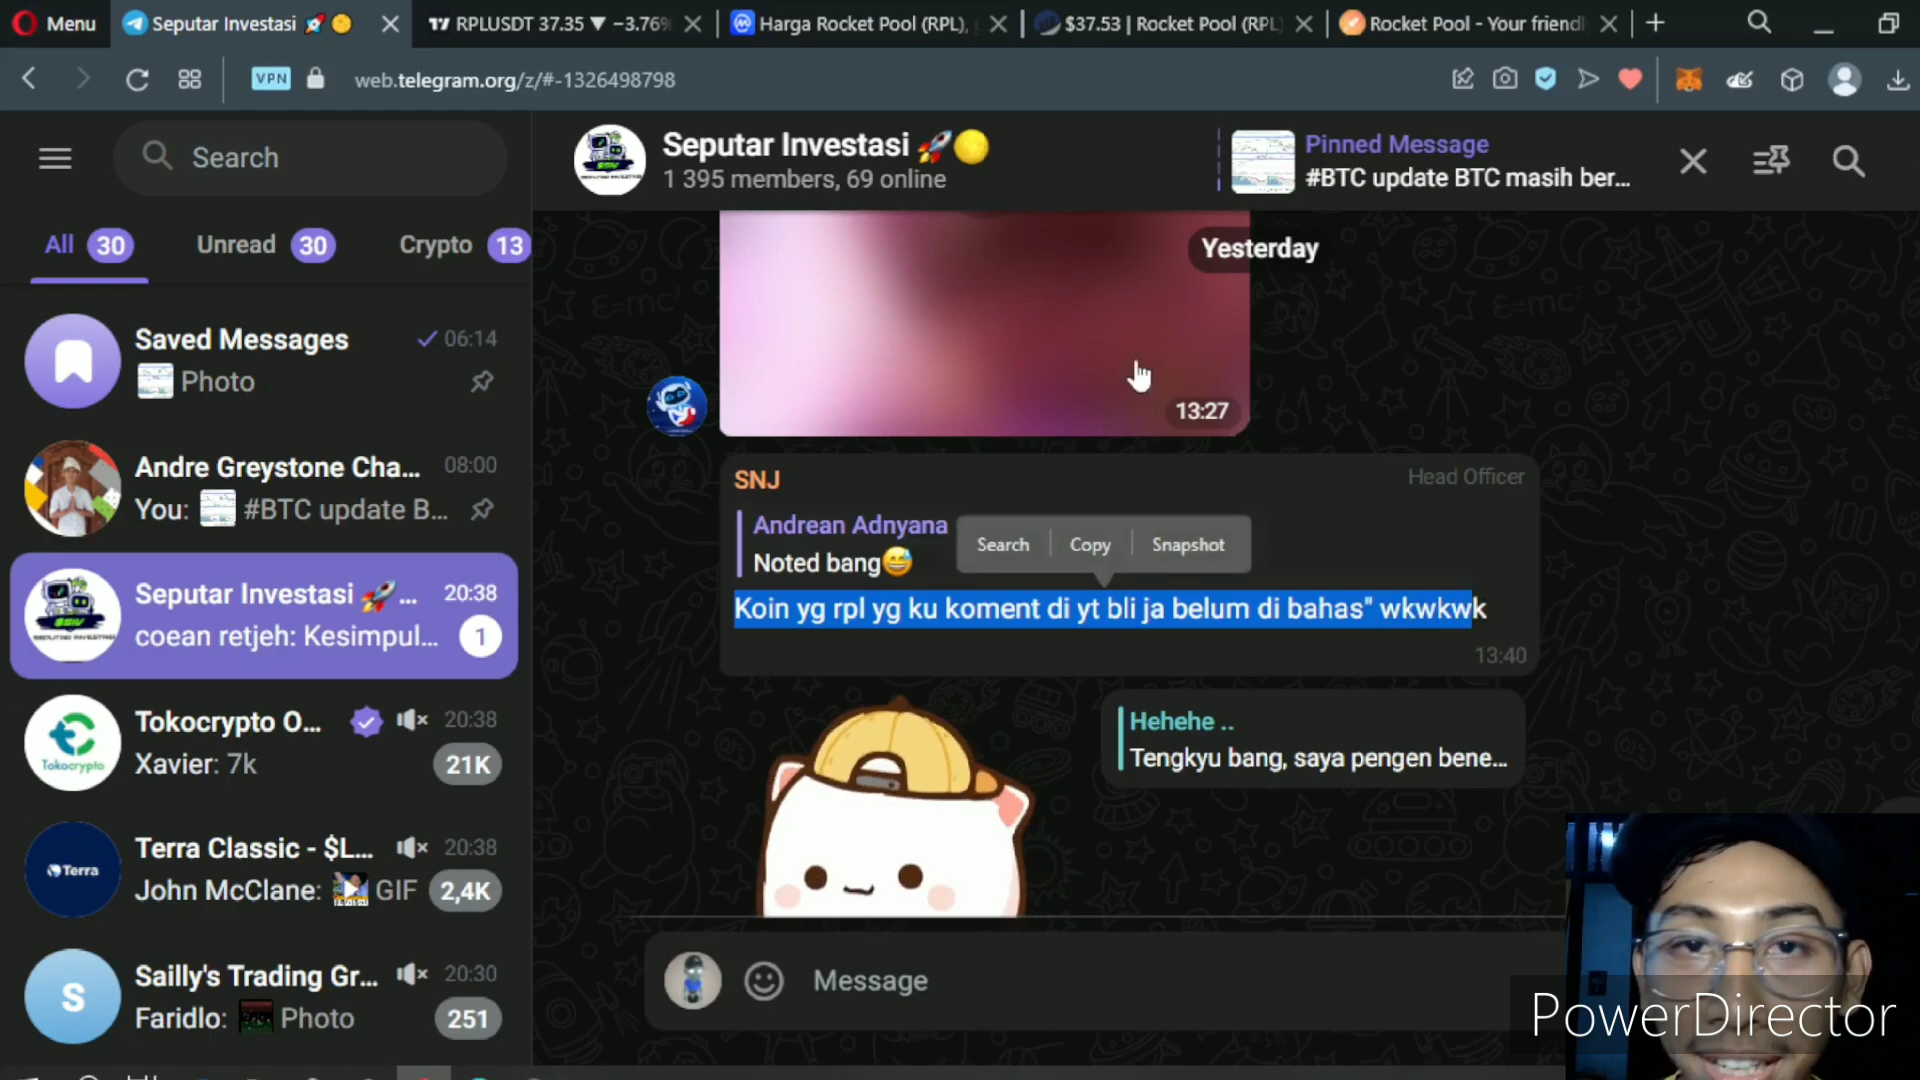 Menu
Seputar Investasi 🚀🟡
RPLUSDT 37.35 ▼ −3.76%
Harga Rocket Pool (RPL),
$37.53 | Rocket Pool (RPL)
Rocket Pool - Your friendl
VPN
web.telegram.org/z/#-1326498798
Search
Seputar Investasi 🚀🟡
1 395 members, 69 online
Pinned Message
#BTC update BTC masih ber...
All 30
Unread 30
Crypto 13
Saved Messages
06:14
Photo
Andre Greystone Cha...
08:00
You: #BTC update B...
Seputar Investasi 🚀...
20:38
coean retjeh: Kesimpul...
1
Tokocrypto O...
20:38
Xavier: 7k
21K
Tokocrypto
Terra Classic - $L...
20:38
John McClane: GIF
2,4K
Terra
Sailly's Trading Gr...
20:30
Faridlo: Photo
251
S
Yesterday
13:27
SNJ
Head Officer
Andrean Adnyana
Noted bang😅
Search
Copy
Snapshot
Koin yg rpl yg ku koment di yt bli ja belum di bahas" wkwkwk
13:40
Hehehe ..
Tengkyu bang, saya pengen bene...
Message
PowerDirector